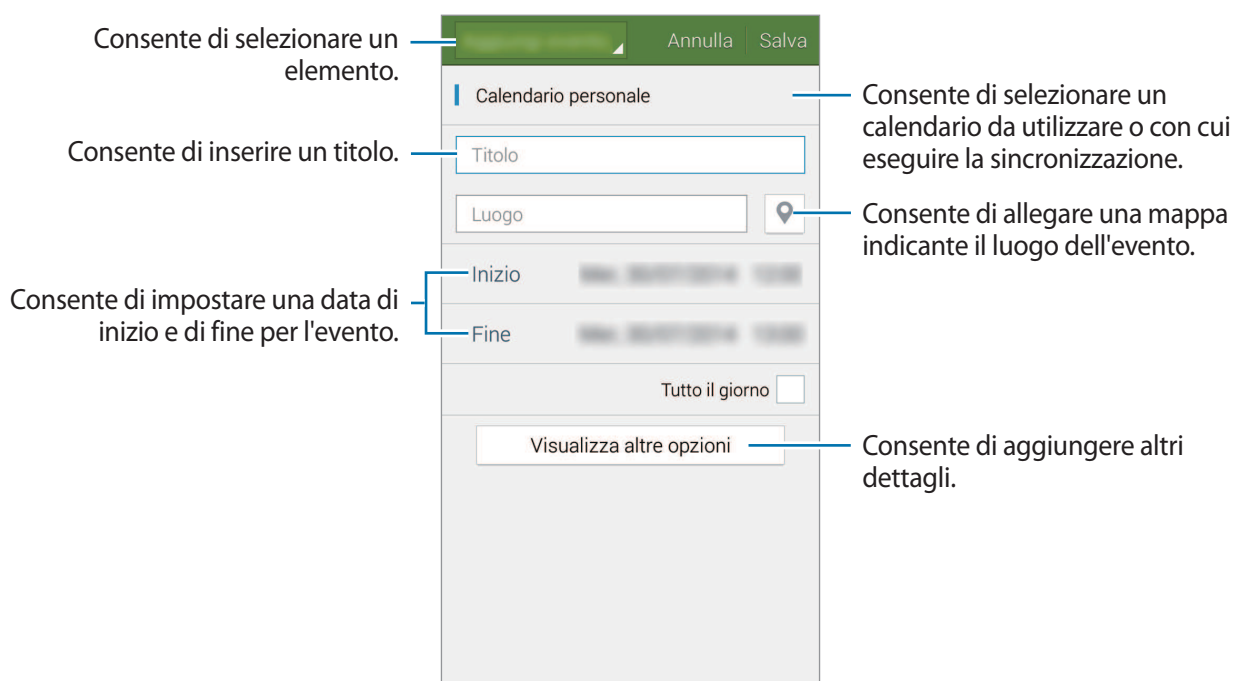 Consente di selezionare un
elemento.
Annulla Salva
Calendario personale
Consente di selezionare un
calendario da utilizzare o con cui
eseguire la sincronizzazione.
Consente di inserire un titolo.
Titolo
Luogo
Consente di allegare una mappa
indicante il luogo dell'evento.
Consente di impostare una data di
inizio e di fine per l'evento.
Inizio
Fine
Tutto il giorno
Visualizza altre opzioni
Consente di aggiungere altri
dettagli.